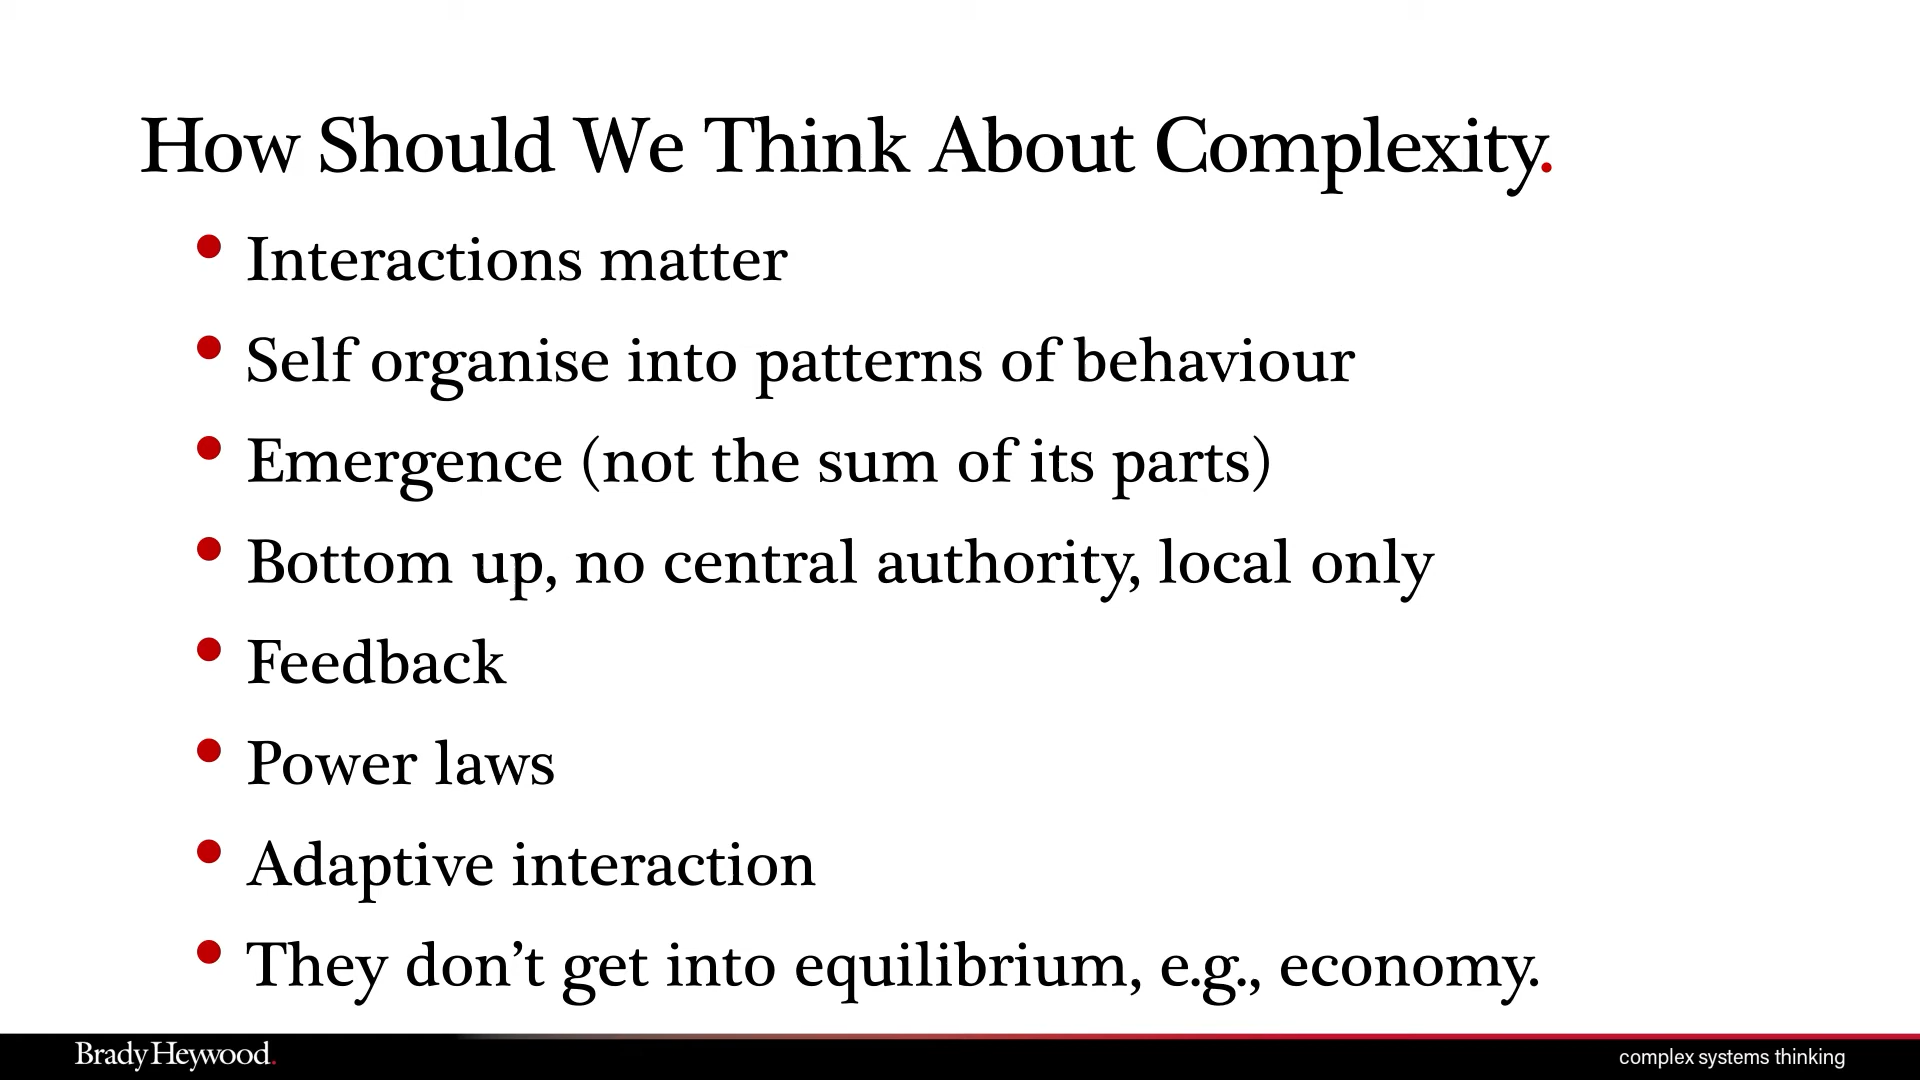 How Should We Think About Complexity.
• Interactions matter
• Self organise into patterns of behaviour
• Emergence (not the sum of its parts)
• Bottom up, no central authority, local only
• Feedback
• Power laws
• Adaptive interaction
• They don’t get into equilibrium, e.g., economy.
Brady Heywood.
complex systems thinking